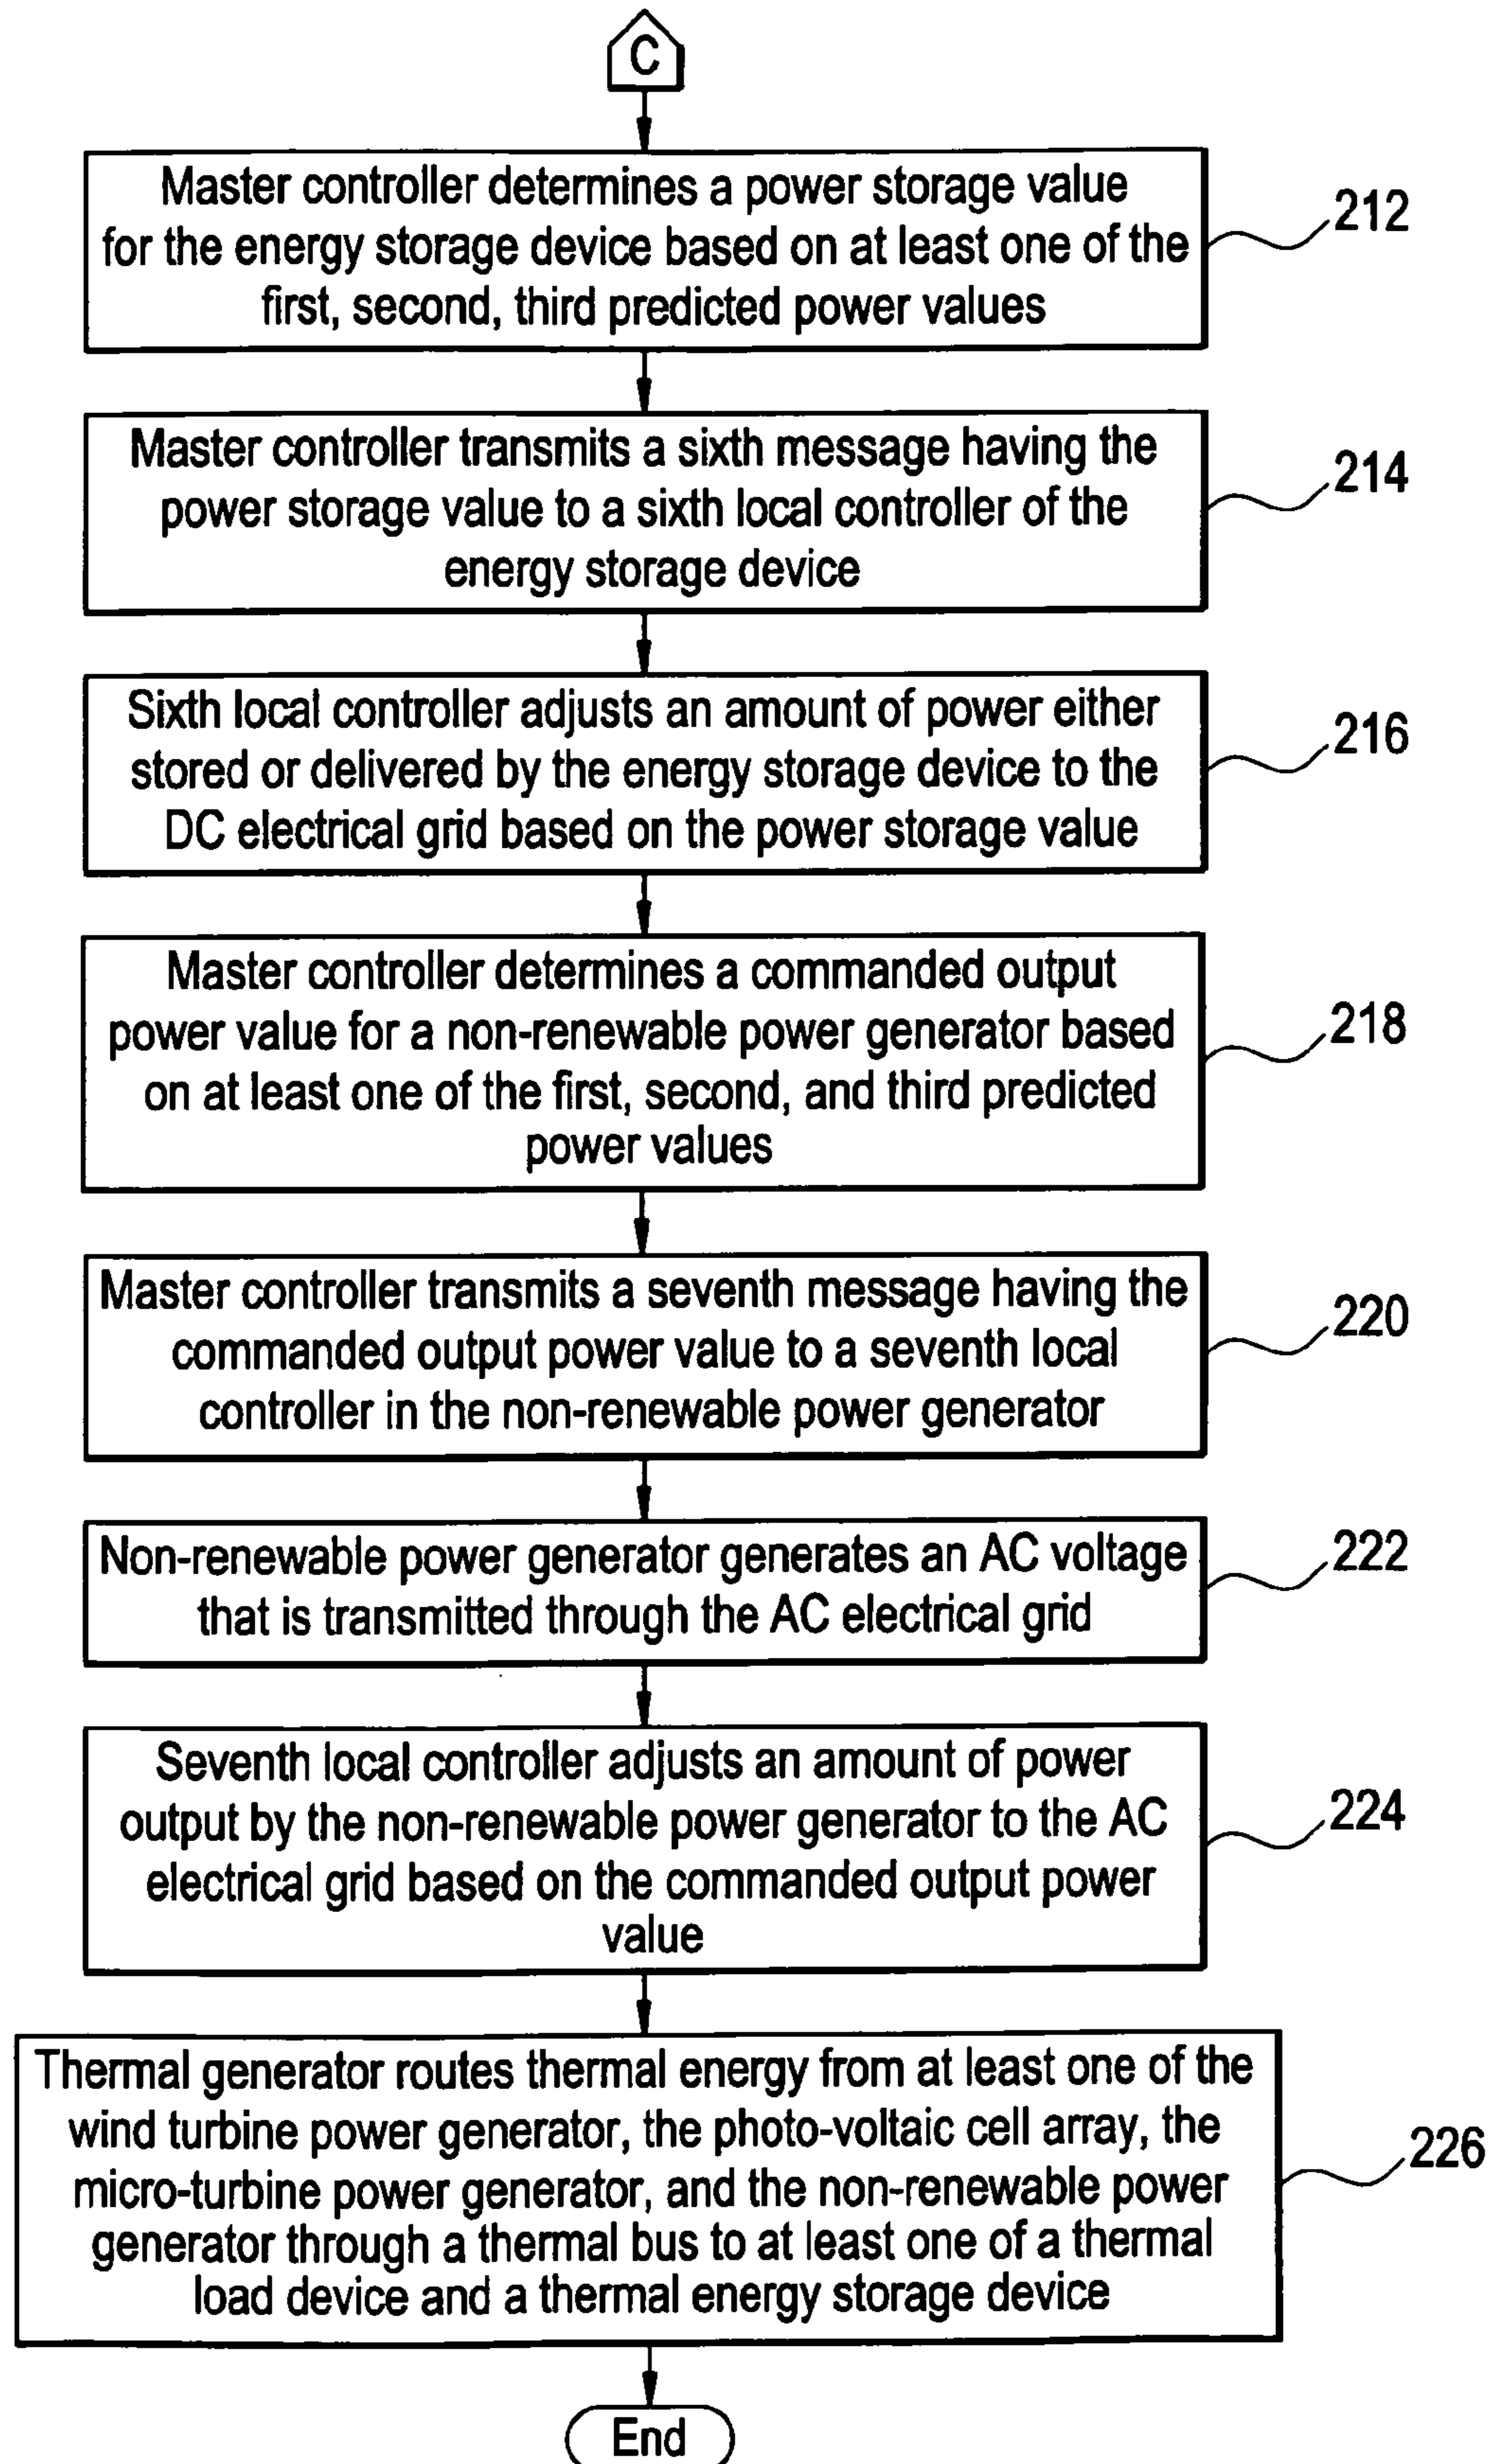 C
Master controller determines a power storage value
for the energy storage device based on at least one of the
first, second, third predicted power values
212
Master controller transmits a sixth message having the
power storage value to a sixth local controller of the
energy storage device
214
Sixth local controller adjusts an amount of power either
stored or delivered by the energy storage device to the
DC electrical grid based on the power storage value
216
Master controller determines a commanded output
power value for a non-renewable power generator based
on at least one of the first, second, and third predicted
power values
218
Master controller transmits a seventh message having the
commanded output power value to a seventh local
controller in the non-renewable power generator
220
Non-renewable power generator generates an AC voltage
that is transmitted through the AC electrical grid
222
Seventh local controller adjusts an amount of power
output by the non-renewable power generator to the AC
electrical grid based on the commanded output power
value
224
Thermal generator routes thermal energy from at least one of the
wind turbine power generator, the photo-voltaic cell array, the
micro-turbine power generator, and the non-renewable power
generator through a thermal bus to at least one of a thermal
load device and a thermal energy storage device
226
End